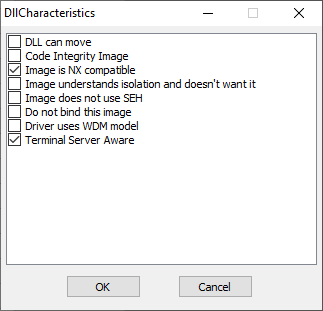 DllCharacteristics
DLL can move
Code Integrity Image
Image is NX compatible
Image understands isolation and doesn't want it
Image does not use SEH
Do not bind this image
Driver uses WDM model
Terminal Server Aware
OK
Cancel